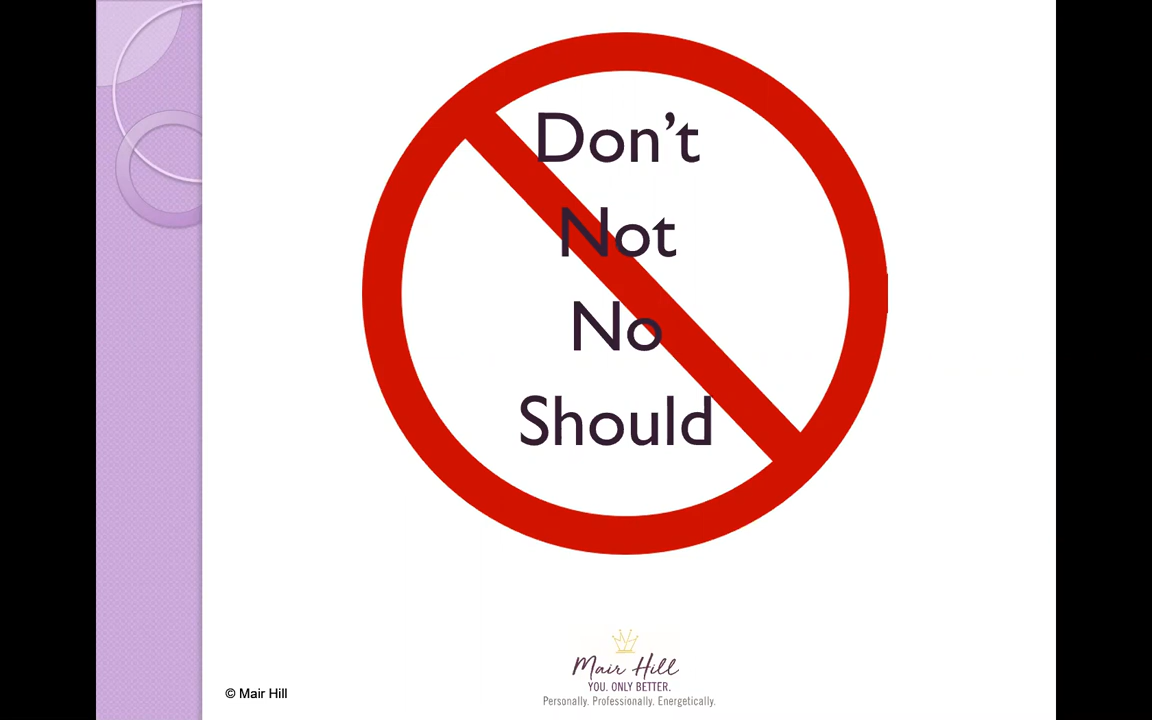 Don’t
Not
No
Should
Mair Hill
YOU. ONLY BETTER.
Personally. Professionally. Energetically.
© Mair Hill